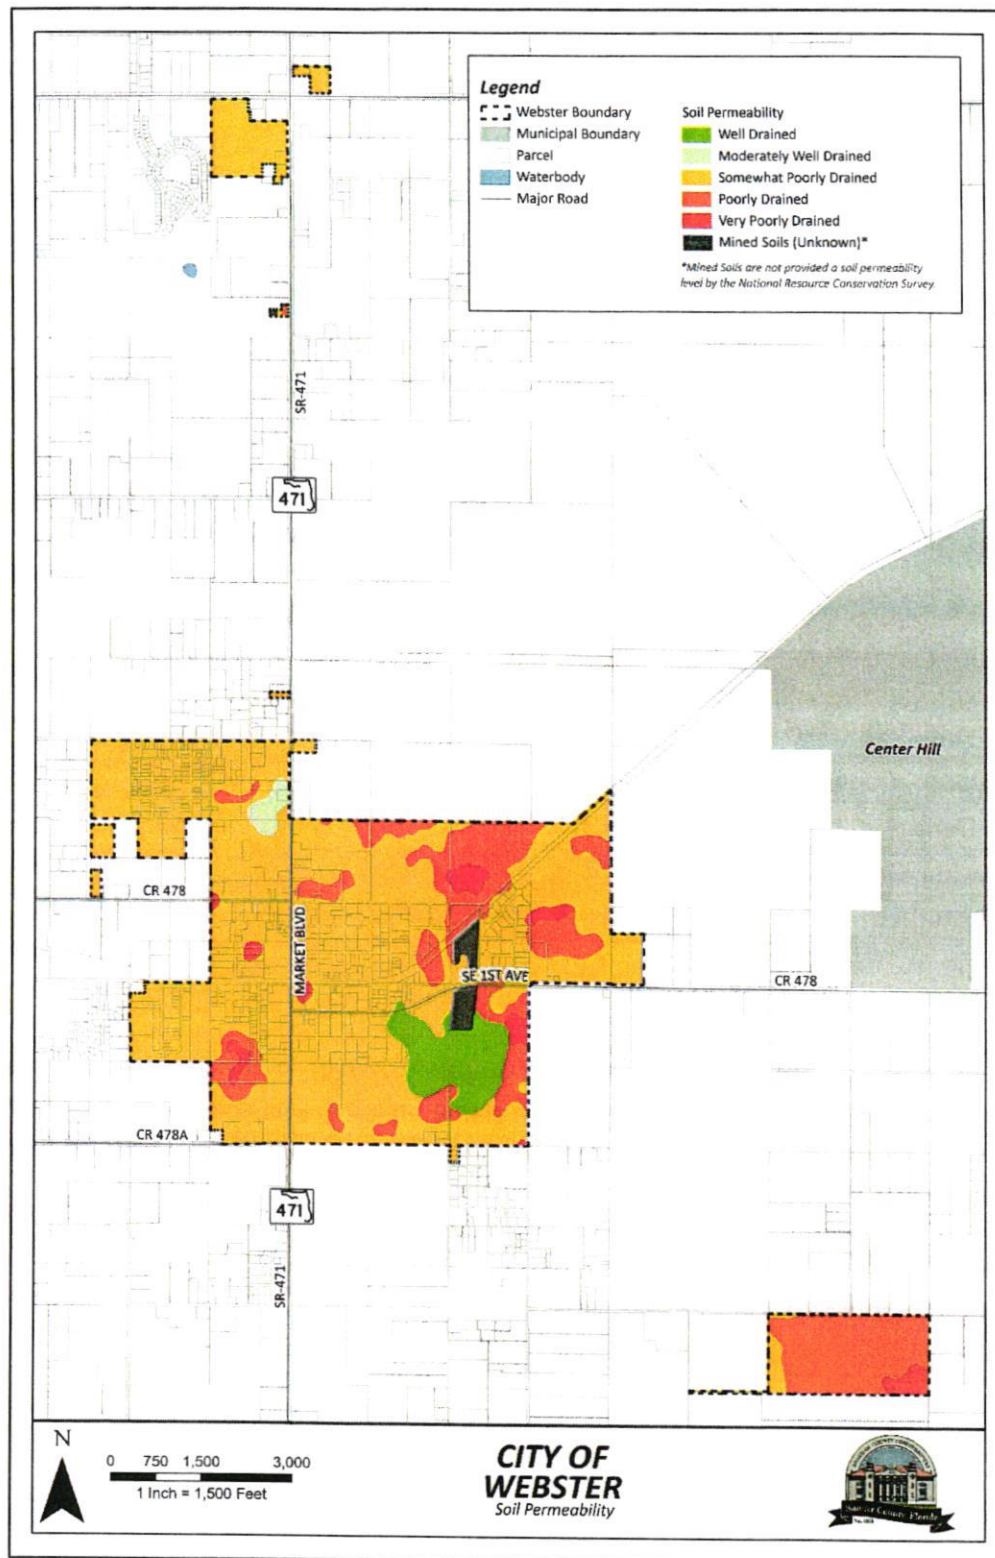 Legend
Webster Boundary
Municipal Boundary
Parcel
Waterbody
Major Road
Soil Permeability
Well Drained
Moderately Well Drained
Somewhat Poorly Drained
Poorly Drained
Very Poorly Drained
Mined Soils (Unknown)*
*Mined Soils are not provided a soil permeability
level by the National Resource Conservation Survey.
SR-471
471
Center Hill
CR 478
MARKET BLVD
SE 1ST AVE
CR 478
CR 478A
471
SR-471
N
0 750 1,500 3,000
1 Inch = 1,500 Feet
CITY OF
WEBSTER
Soil Permeability
Sumter County, Florida